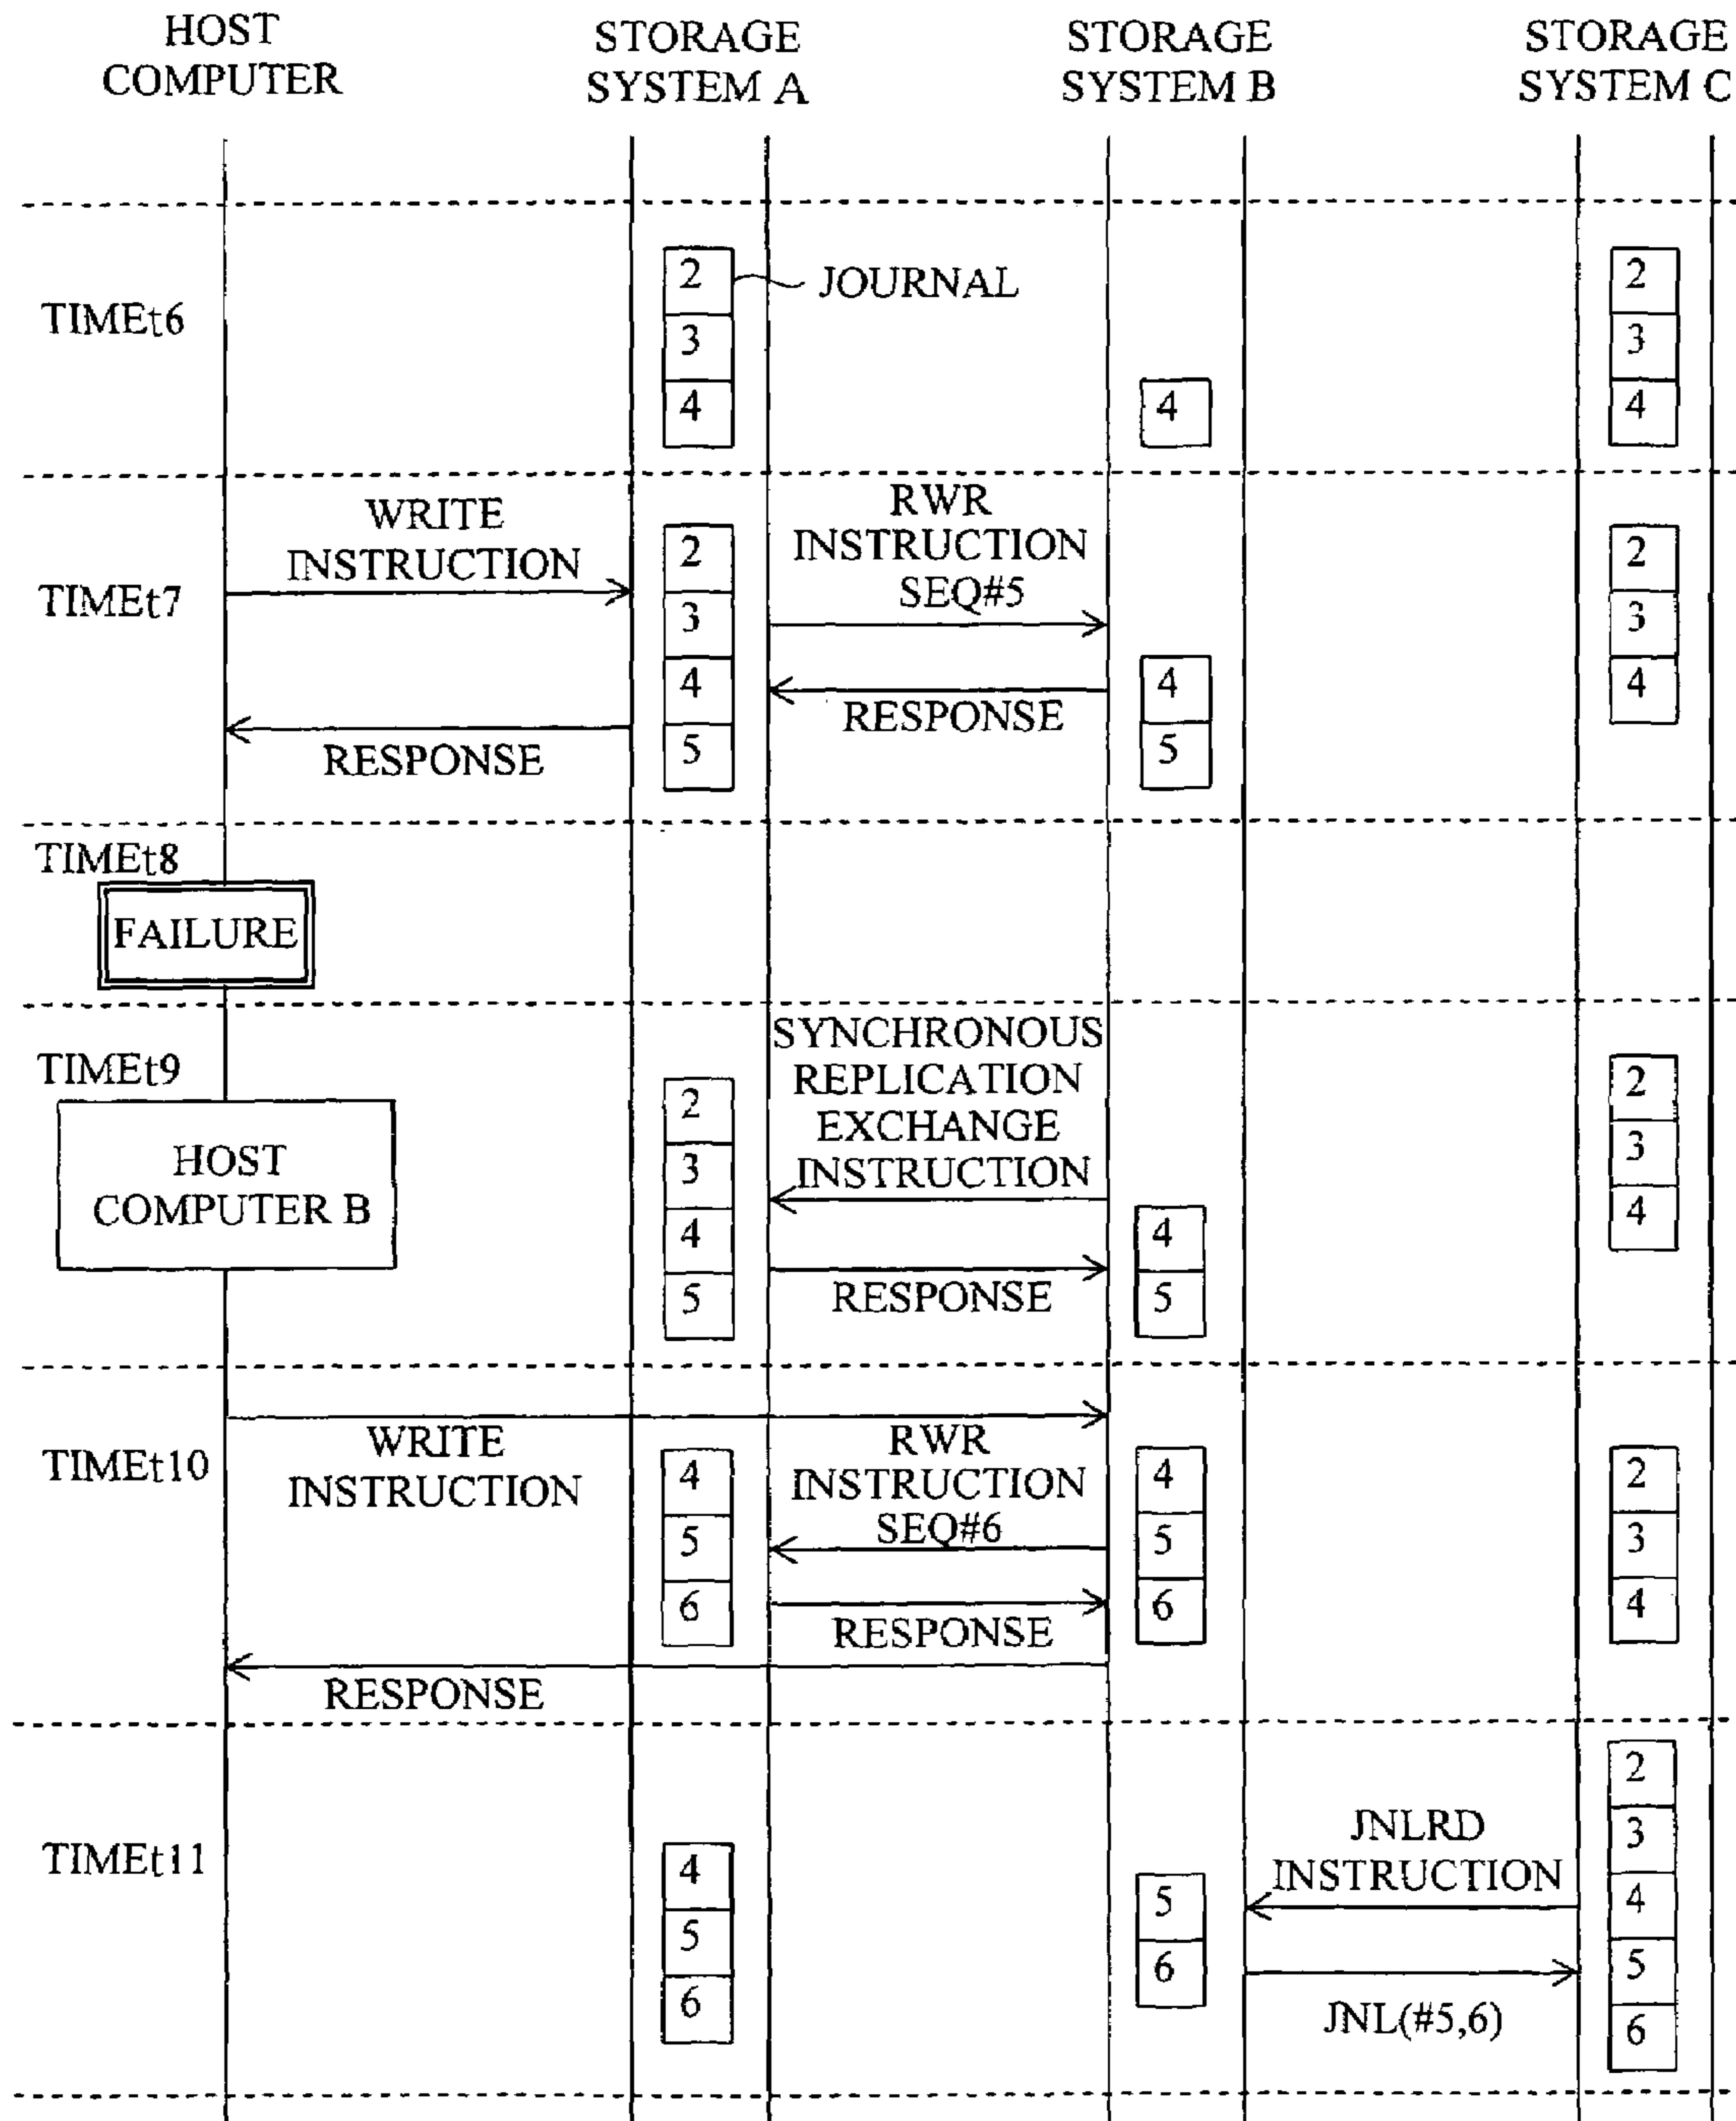 HOST
COMPUTER
STORAGE
SYSTEM A
STORAGE
SYSTEM B
STORAGE
SYSTEM C
TIMEt6
2
3
4
JOURNAL
4
2
3
4
TIMEt7
WRITE
INSTRUCTION
RESPONSE
2
3
4
5
RWR
INSTRUCTION
SEQ#5
RESPONSE
4
5
2
3
4
TIMEt8
FAILURE
TIMEt9
HOST
COMPUTER B
2
3
4
5
SYNCHRONOUS
REPLICATION
EXCHANGE
INSTRUCTION
RESPONSE
4
5
2
3
4
TIMEt10
WRITE
INSTRUCTION
RESPONSE
4
5
6
RWR
INSTRUCTION
SEQ#6
RESPONSE
4
5
6
2
3
4
TIMEt11
4
5
6
5
6
JNLRD
INSTRUCTION
JNL(#5,6)
2
3
4
5
6